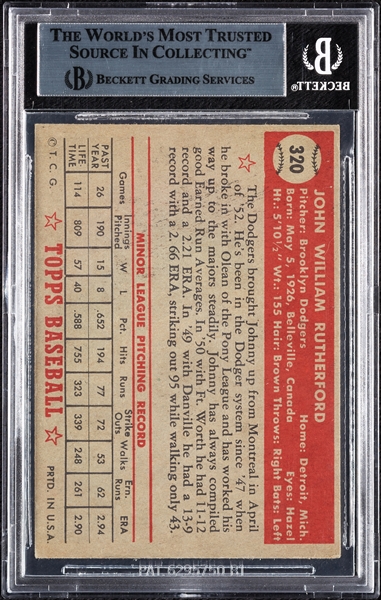 THE WORLD'S MOST TRUSTED
SOURCE IN COLLECTING™
BECKETT GRADING SERVICES
BECKETT
320
JOHN WILLIAM RUTHERFORD
Pitcher: Brooklyn Dodgers Home: Detroit, Mich.
Born: May 5, 1926, Belleville, Canada Eyes: Hazel
Ht.: 5'10½" Wt.: 155 Hair: Brown Throws: Right Bats: Left
The Dodgers brought Johnny up from Montreal in April
of '52. He's been in the Dodger system since '47 when
he broke in with Olean of the Pony League and has worked his
way up to the majors steadily. Johnny has always compiled
good Earned Run Averages. In '50 with Ft. Worth he had a 11-12
record and a 2.21 ERA. In '49 with Danville he had a 13-9
record with a 2.66 ERA, striking out 95 while walking only 43.
MINOR LEAGUE PITCHING RECORD
Games Innings Pitched W L Pct. Hits Runs Strike Outs Walks Ern. Runs ERA
PAST YEAR 26 190 15 8 .652 194 77 72 53 62 2.94
LIFE TIME 114 809 57 40 .588 755 323 339 248 261 2.90
© T. C. G. TOPPS BASEBALL PRTD. IN U.S.A.
PAT 6295750 B1